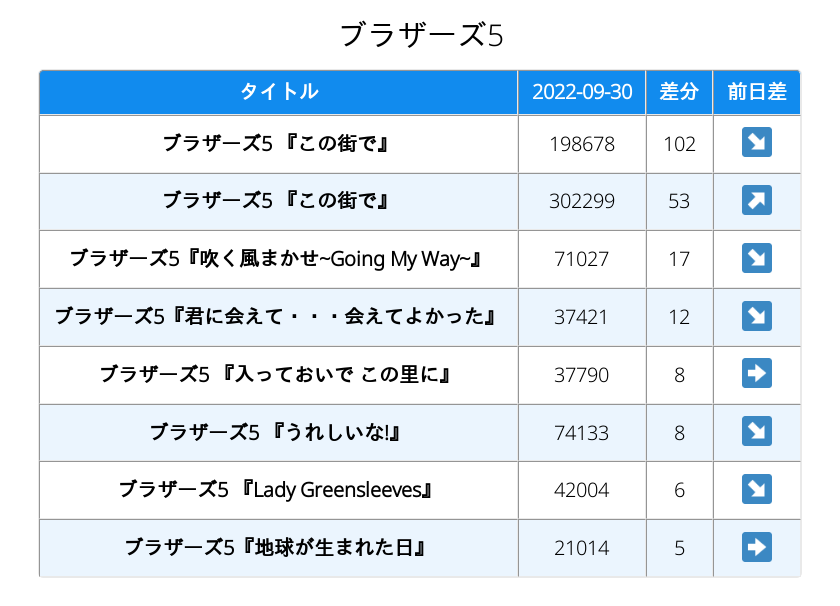 ブラザーズ5
タイトル 2022-09-30 差分 前日差
ブラザーズ5 『この街で』 198678 102 ↘
ブラザーズ5 『この街で』 302299 53 ↗
ブラザーズ5『吹く風まかせ~Going My Way~』 71027 17 ↘
ブラザーズ5『君に会えて・・・会えてよかった』 37421 12 ↘
ブラザーズ5 『入っておいで この里に』 37790 8 ➡
ブラザーズ5 『うれしいな!』 74133 8 ↘
ブラザーズ5 『Lady Greensleeves』 42004 6 ↘
ブラザーズ5『地球が生まれた日』 21014 5 ➡